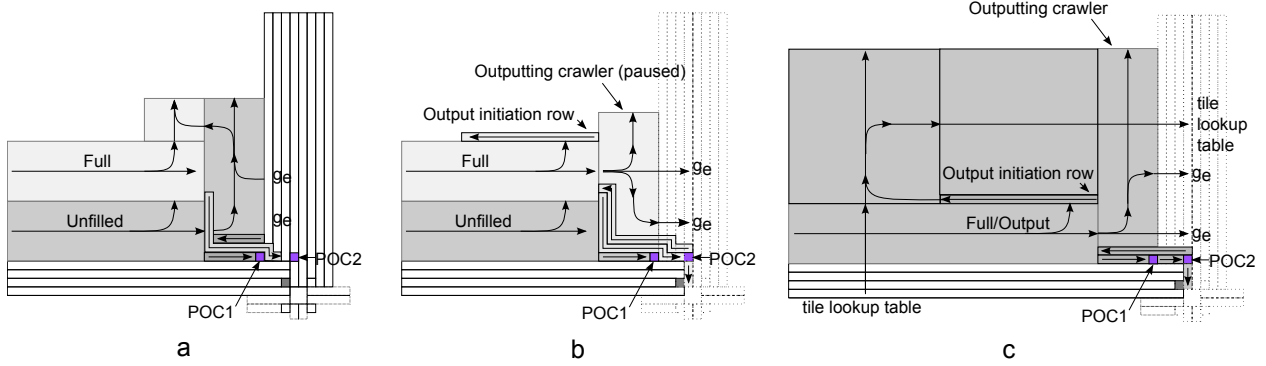 Full
Unfilled
ge
ge
POC2
POC1
a
Outputting crawler (paused)
Output initiation row
Full
Unfilled
ge
ge
POC2
POC1
b
Outputting crawler
tile
lookup
table
ge
Output initiation row
Full/Output
ge
POC2
tile lookup table
POC1
c